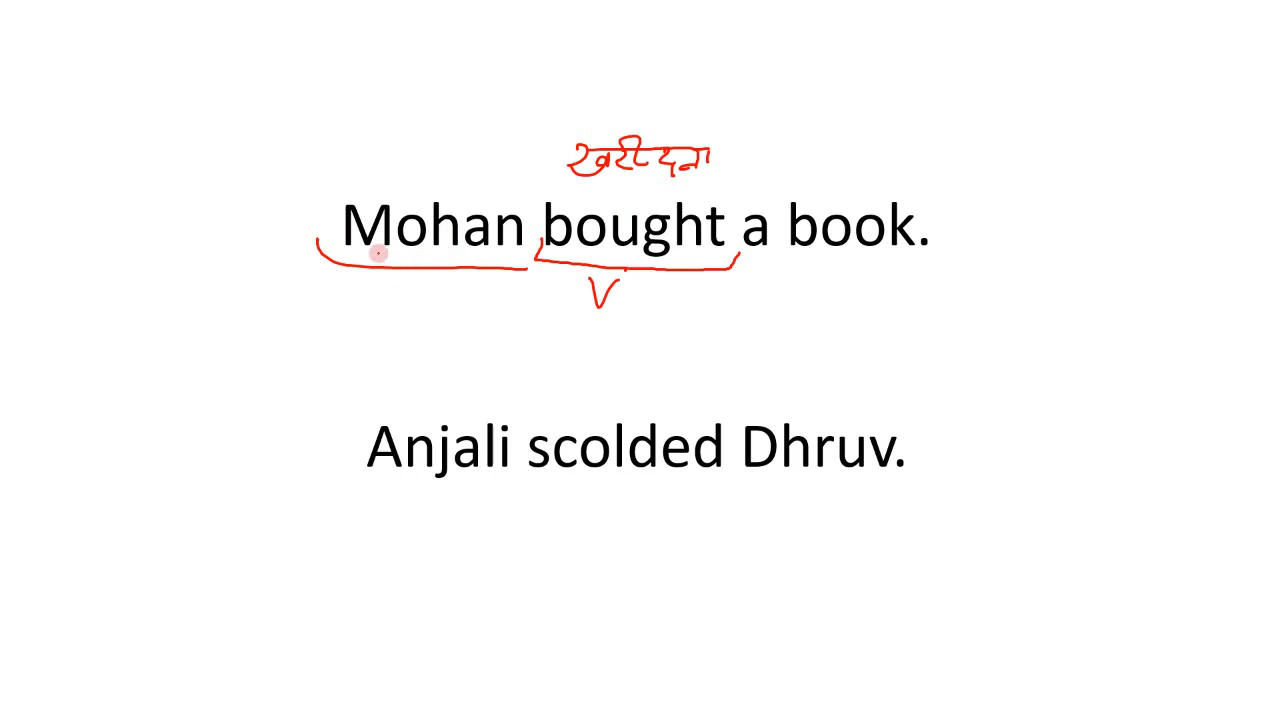 खरीदना
Mohan bought a book.
V
Anjali scolded Dhruv.